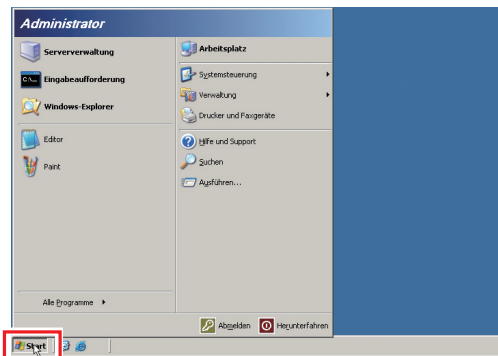 Administrator
Serververwaltung
Eingabeaufforderung
Windows-Explorer
Editor
Paint
Alle Programme
Arbeitsplatz
Systemsteuerung
Verwaltung
Drucker und Faxgeräte
Hilfe und Support
Suchen
Ausführen...
Abmelden
Herunterfahren
Start